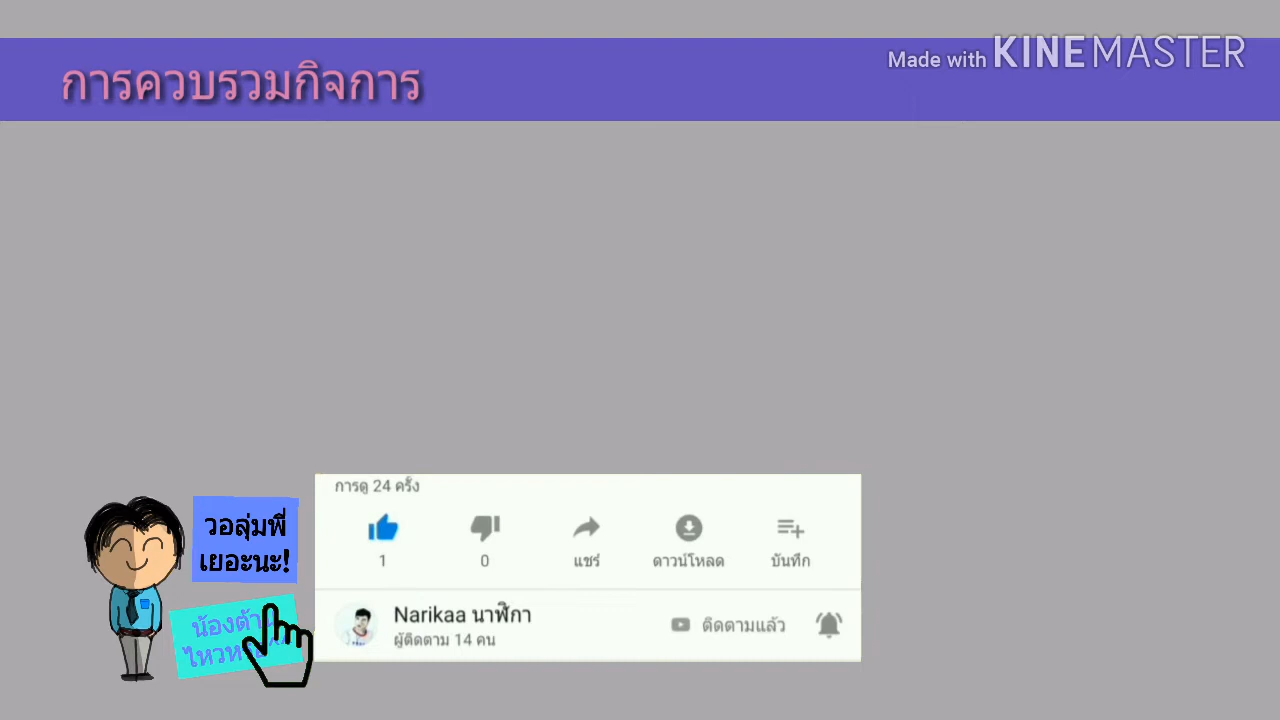 การควบรวมกิจการ
Made with KINEMASTER
วอลุ่มพี่
เยอะนะ!
การดู 24 ครั้ง
1
0
แชร์
ดาวน์โหลด
บันทึก
Narikaa นาฬิกา
ผู้ติดตาม 14 คน
ติดตามแล้ว